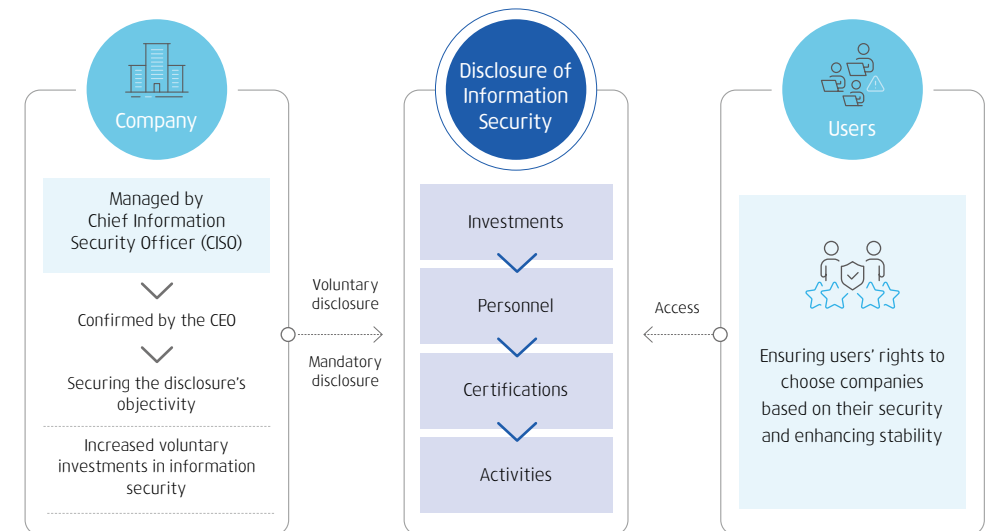 Company
Managed by
Chief Information
Security Officer (CISO)
Confirmed by the CEO
Securing the disclosure's
objectivity
Increased voluntary
investments in information
security
Voluntary
disclosure
Mandatory
disclosure
Disclosure of
Information
Security
Investments
Personnel
Certifications
Activities
Access
Users
Ensuring users' rights to
choose companies
based on their security
and enhancing stability